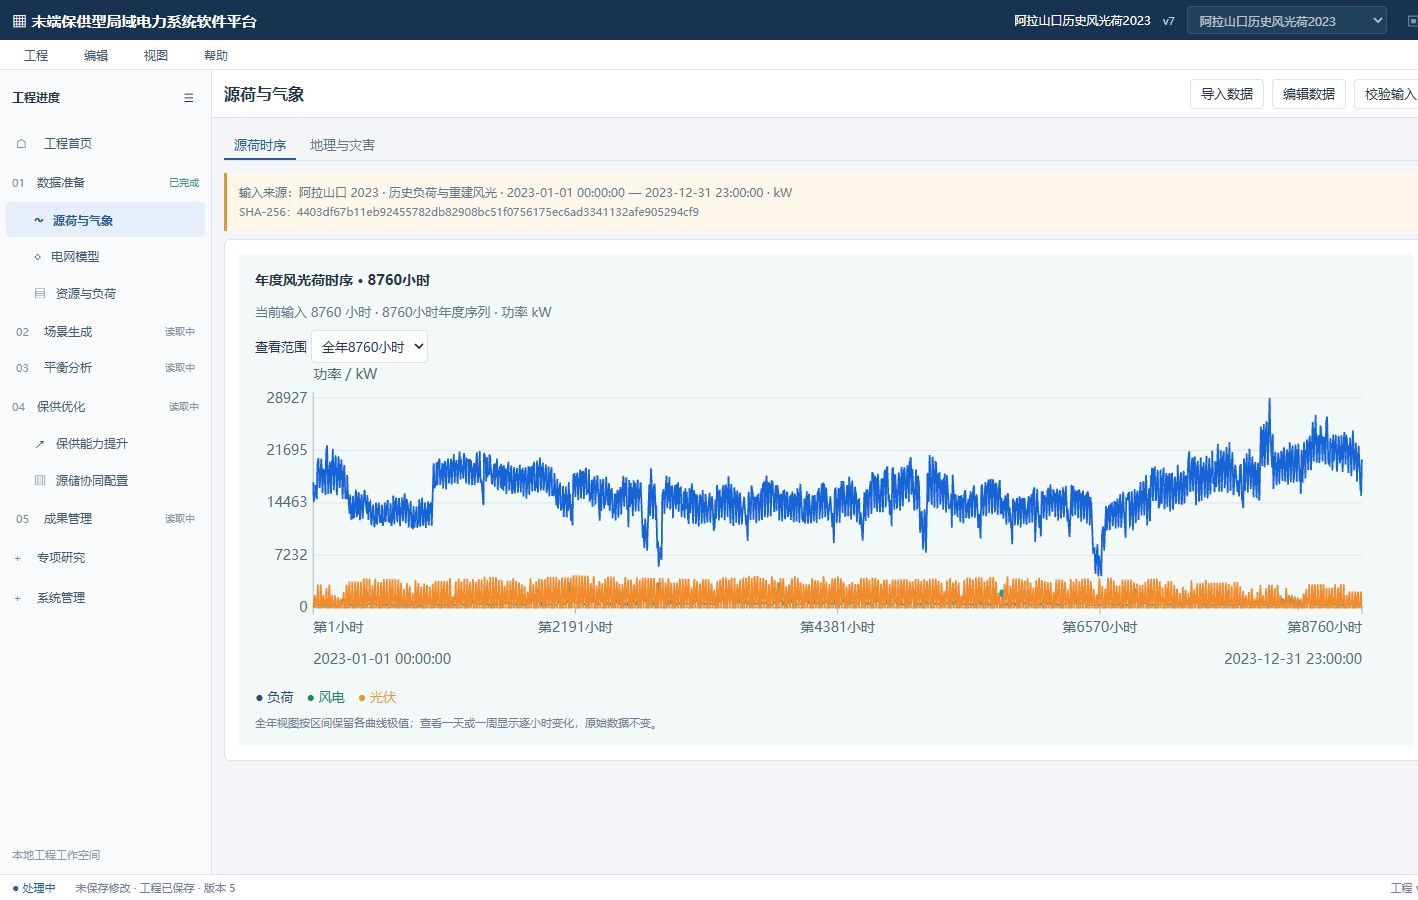 末端保供型局域电力系统软件平台
阿拉山口历史风光荷2023 v7 阿拉山口历史风光荷2023
工程 编辑 视图 帮助
工程进度
源荷与气象
导入数据 编辑数据 校验输入
工程首页
01 数据准备 已完成
源荷与气象
电网模型
资源与负荷
02 场景生成 读取中
03 平衡分析 读取中
04 保供优化 读取中
保供能力提升
源储协同配置
05 成果管理 读取中
+ 专项研究
+ 系统管理
本地工程工作空间
源荷时序 地理与灾害
输入来源：阿拉山口 2023 · 历史负荷与重建风光 · 2023-01-01 00:00:00 — 2023-12-31 23:00:00 · kW
SHA-256：4403df67b11eb92455782db82908bc51f0756175ec6ad3341132afe905294cf9
年度风光荷时序 • 8760小时
当前输入 8760 小时 · 8760小时年度序列 · 功率 kW
查看范围 全年8760小时
功率 / kW
28927
21695
14463
7232
0
第1小时 第2191小时 第4381小时 第6570小时 第8760小时
2023-01-01 00:00:00 2023-12-31 23:00:00
● 负荷 ● 风电 ● 光伏
全年视图按区间保留各曲线极值；查看一天或一周显示逐小时变化，原始数据不变。
● 处理中 未保存修改 · 工程已保存 · 版本 5
工程